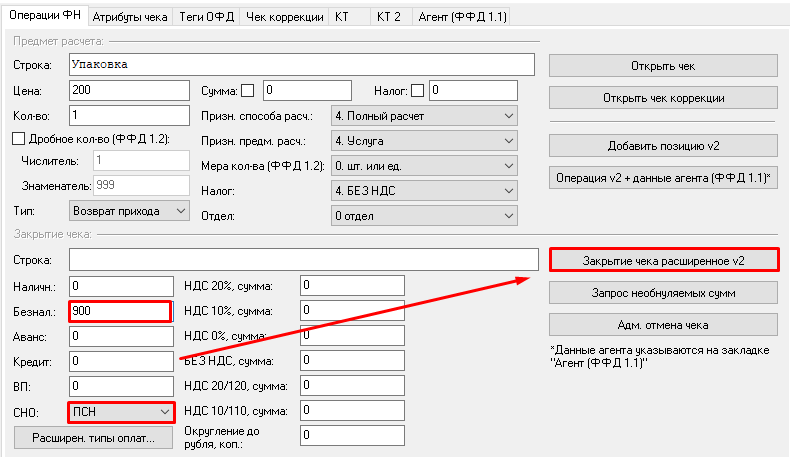 Операции ФН Атрибуты чека Теги ОФД Чек коррекции КТ КТ 2 Агент (ФФД 1.1)
Предмет расчета:
Строка: Упаковка Открыть чек
Цена: 200 Сумма: 0 Налог: 0 Открыть чек коррекции
Кол-во: 1 Призн. способа расч.: 4. Полный расчет
Дробное кол-во (ФФД 1.2): Призн. предм. расч.: 4. Услуга Добавить позицию v2
Числитель: 1 Мера кол-ва (ФФД 1.2): 0. шт. или ед. Операция v2 + данные агента (ФФД 1.1)*
Знаменатель: 999 Налог: 4. БЕЗ НДС
Тип: Возврат прихода Отдел: 0 отдел
Закрытие чека:
Строка: Закрытие чека расширенное v2
Наличн.: 0 НДС 20%, сумма: 0 Запрос необнуляемых сумм
Безнал.: 900 НДС 10%, сумма: 0 Адм. отмена чека
Аванс: 0 НДС 0%, сумма: 0
*Данные агента указываются на закладке
"Агент (ФФД 1.1)"
Кредит: 0 БЕЗ НДС, сумма: 0
ВП: 0 НДС 20/120, сумма: 0
СНО: ПСН НДС 10/110, сумма: 0
Расширен. типы оплат... Округление до
рубля, коп.: 0